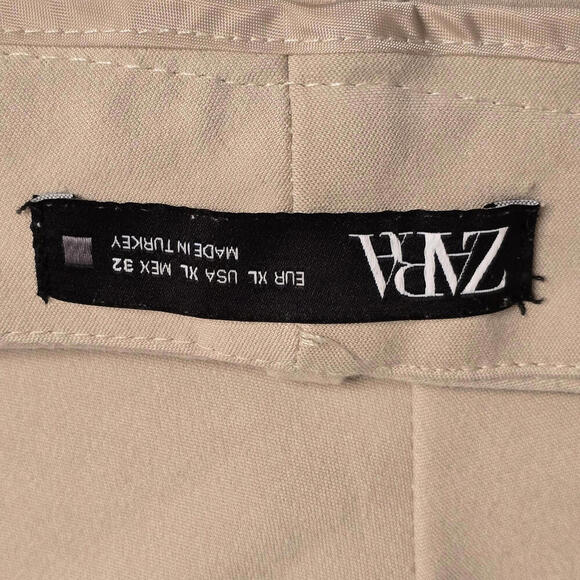 ZARA
EUR XL USA XL MEX 32
MADE IN TURKEY